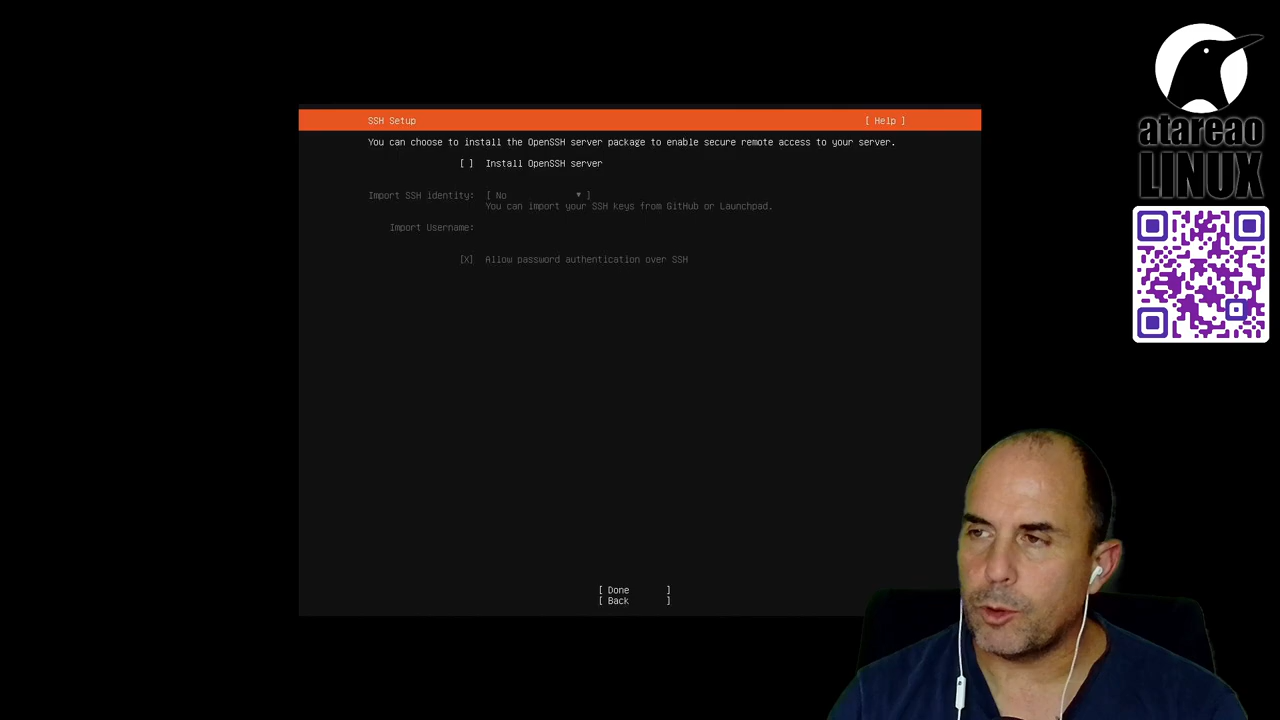 SSH Setup [ Help ]
You can choose to install the OpenSSH server package to enable secure remote access to your server.
[ ] Install OpenSSH server
Import SSH identity: [ No ▼ ]
You can import your SSH keys from GitHub or Launchpad.
Import Username:
[X] Allow password authentication over SSH
[ Done ]
[ Back ]
atareao
LINUX